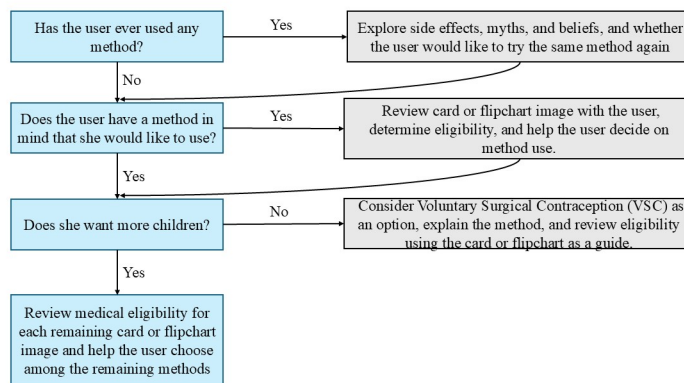 Has the user ever used any
method?
Yes
Explore side effects, myths, and beliefs, and whether
the user would like to try the same method again
No
Does the user have a method in
mind that she would like to use?
Yes
Review card or flipchart image with the user,
determine eligibility, and help the user decide on
method use.
Yes
Does she want more children?
No
Consider Voluntary Surgical Contraception (VSC) as
an option, explain the method, and review eligibility
using the card or flipchart as a guide.
Yes
Review medical eligibility for
each remaining card or flipchart
image and help the user choose
among the remaining methods